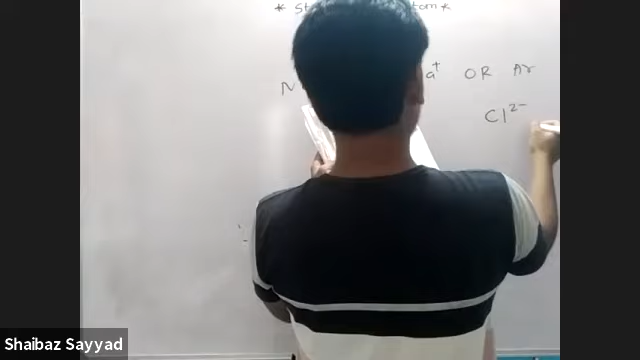 * St tom *
N a⁺ OR Ar
Cl²⁻
Shaibaz Sayyad